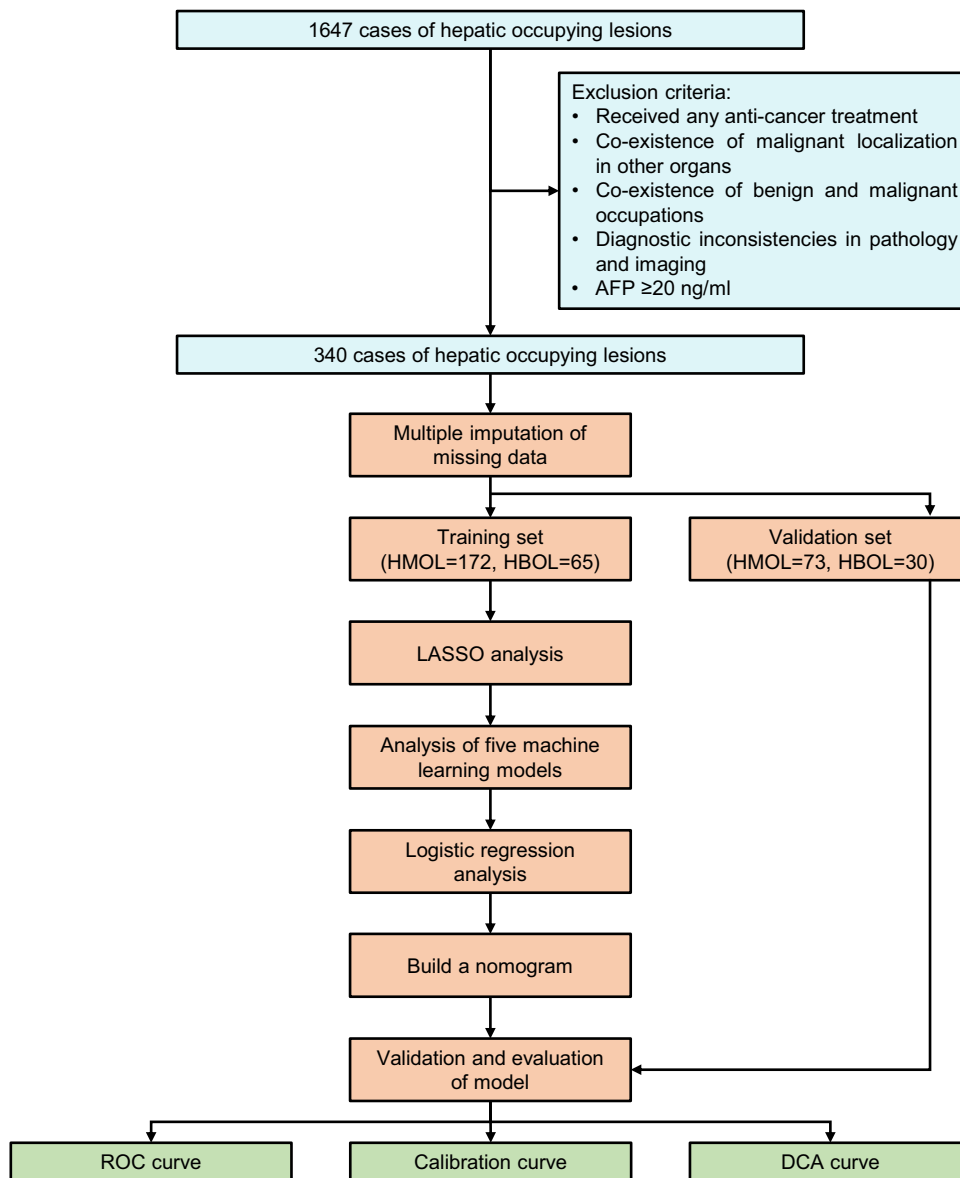 1647 cases of hepatic occupying lesions
Exclusion criteria:
• Received any anti-cancer treatment
• Co-existence of malignant localization
in other organs
• Co-existence of benign and malignant
occupations
• Diagnostic inconsistencies in pathology
and imaging
• AFP ≥20 ng/ml
340 cases of hepatic occupying lesions
Multiple imputation of
missing data
Training set
(HMOL=172, HBOL=65)
Validation set
(HMOL=73, HBOL=30)
LASSO analysis
Analysis of five machine
learning models
Logistic regression
analysis
Build a nomogram
Validation and evaluation
of model
ROC curve
Calibration curve
DCA curve